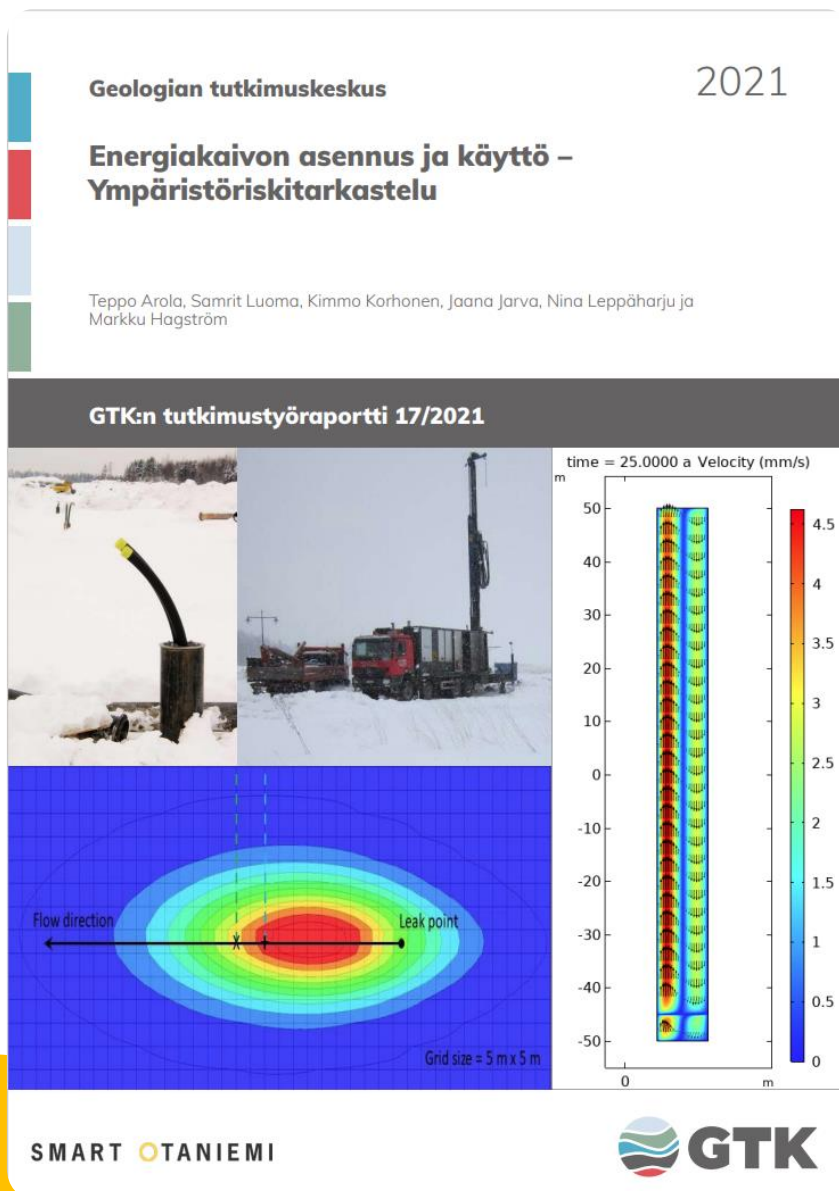 Geologian tutkimuskeskus
2021
Energiakaivon asennus ja käyttö –
Ympäristöriskitarkastelu
Teppo Arola, Samrit Luoma, Kimmo Korhonen, Jaana Jarva, Nina Leppäharju ja
Markku Hagström
GTK:n tutkimustyöraportti 17/2021
time = 25.0000 a Velocity (mm/s)
m
50
40
30
20
10
0
-10
-20
-30
-40
-50
0
m
4.5
4
3.5
3
2.5
2
1.5
1
0.5
0
Flow direction
X
+
Leak point
Grid size = 5 m x 5 m
SMART OTANIEMI
GTK